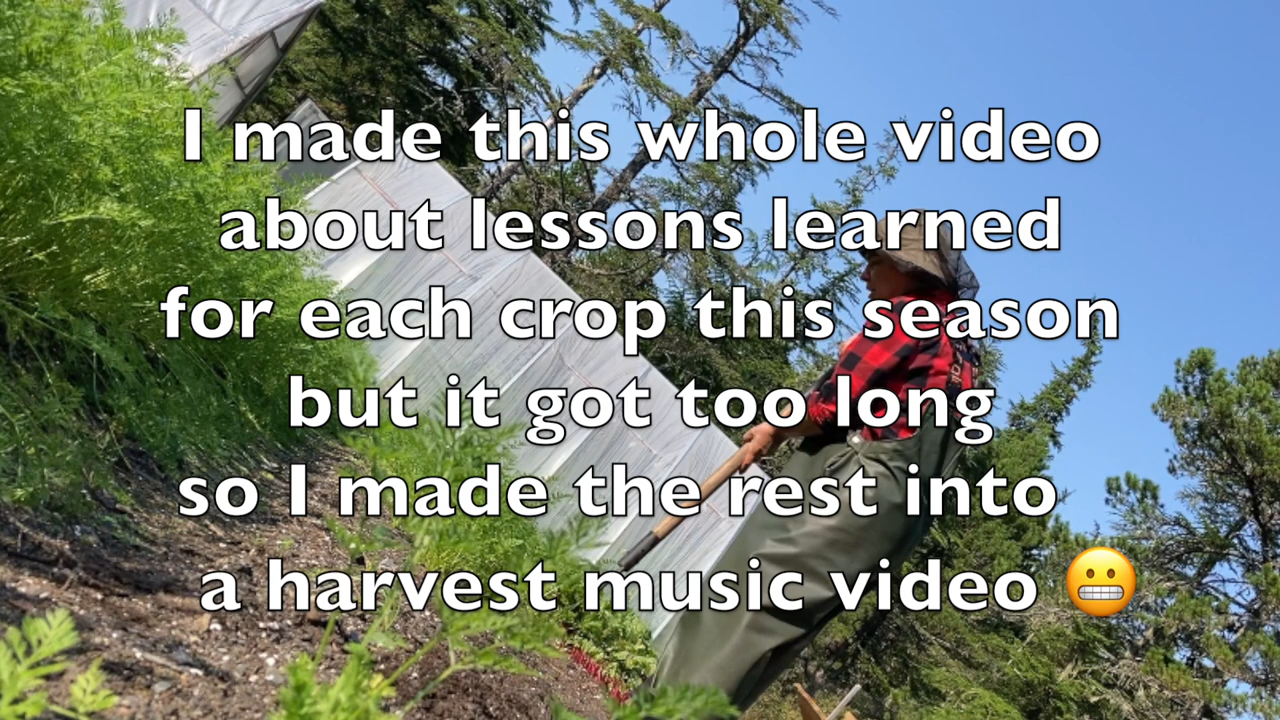 I made this whole video
about lessons learned
for each crop this season
but it got too long
so I made the rest into
a harvest music video 😬